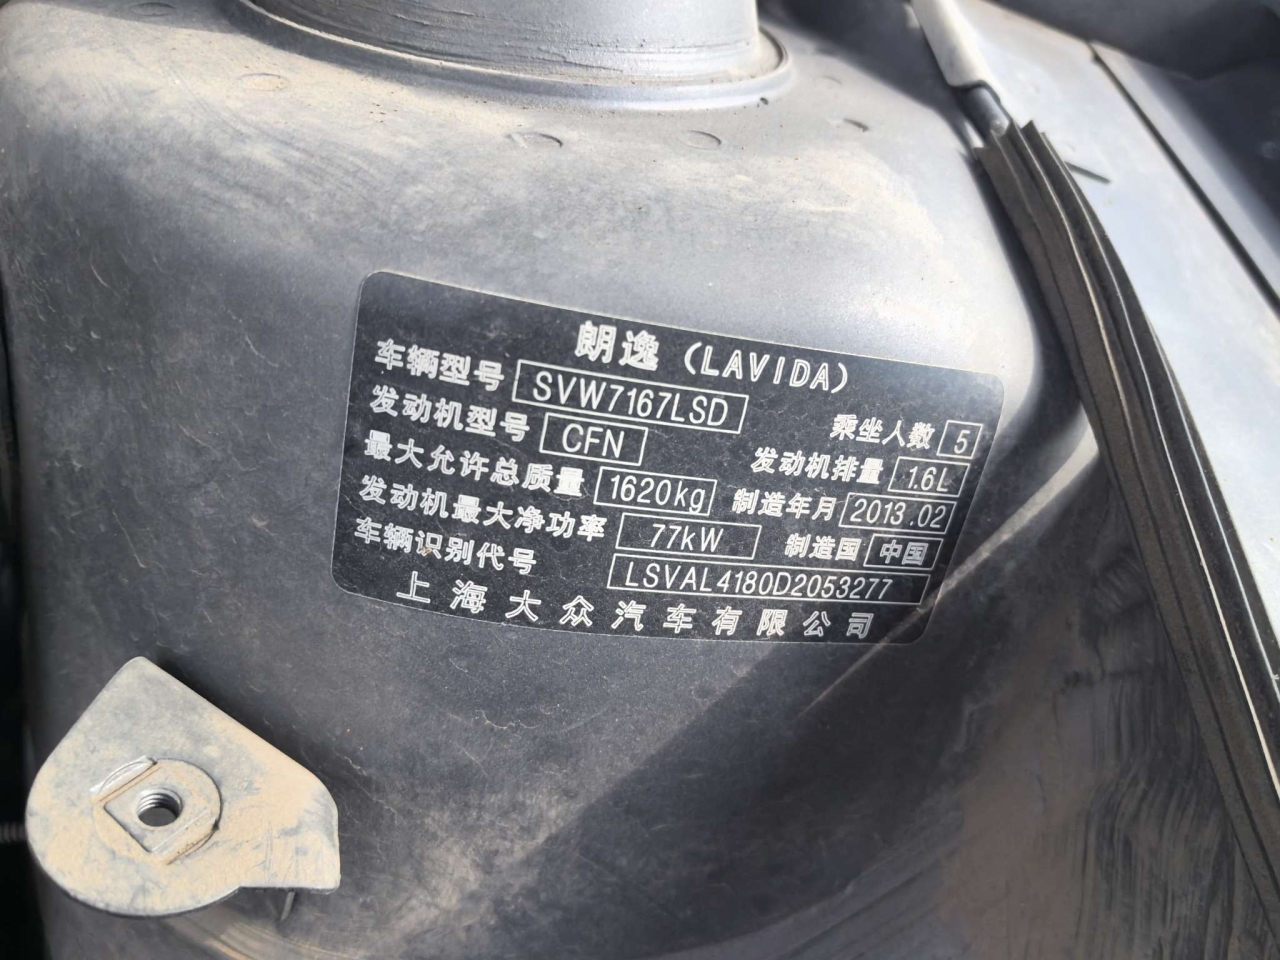 朗逸（LAVIDA）
车辆型号 SVW7167LSD 乘坐人数 5
发动机型号 CFN 发动机排量 1.6L
最大允许总质量 1620kg 制造年月 2013.02
发动机最大净功率 77kW 制造国 中国
车辆识别代号 LSVAL4180D2053277
上海大众汽车有限公司